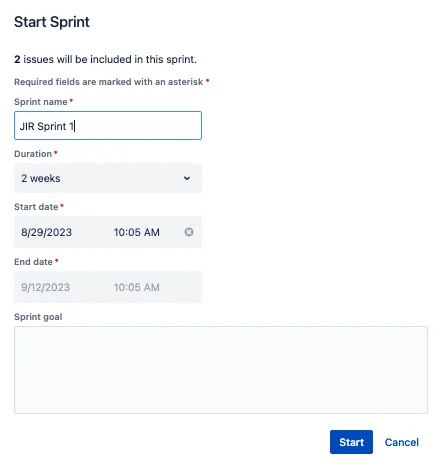 Start Sprint
2 issues will be included in this sprint.
Required fields are marked with an asterisk *
Sprint name*
JIR Sprint 1
Duration*
2 weeks
Start date*
8/29/2023 10:05 AM
End date*
9/12/2023 10:05 AM
Sprint goal
Start Cancel